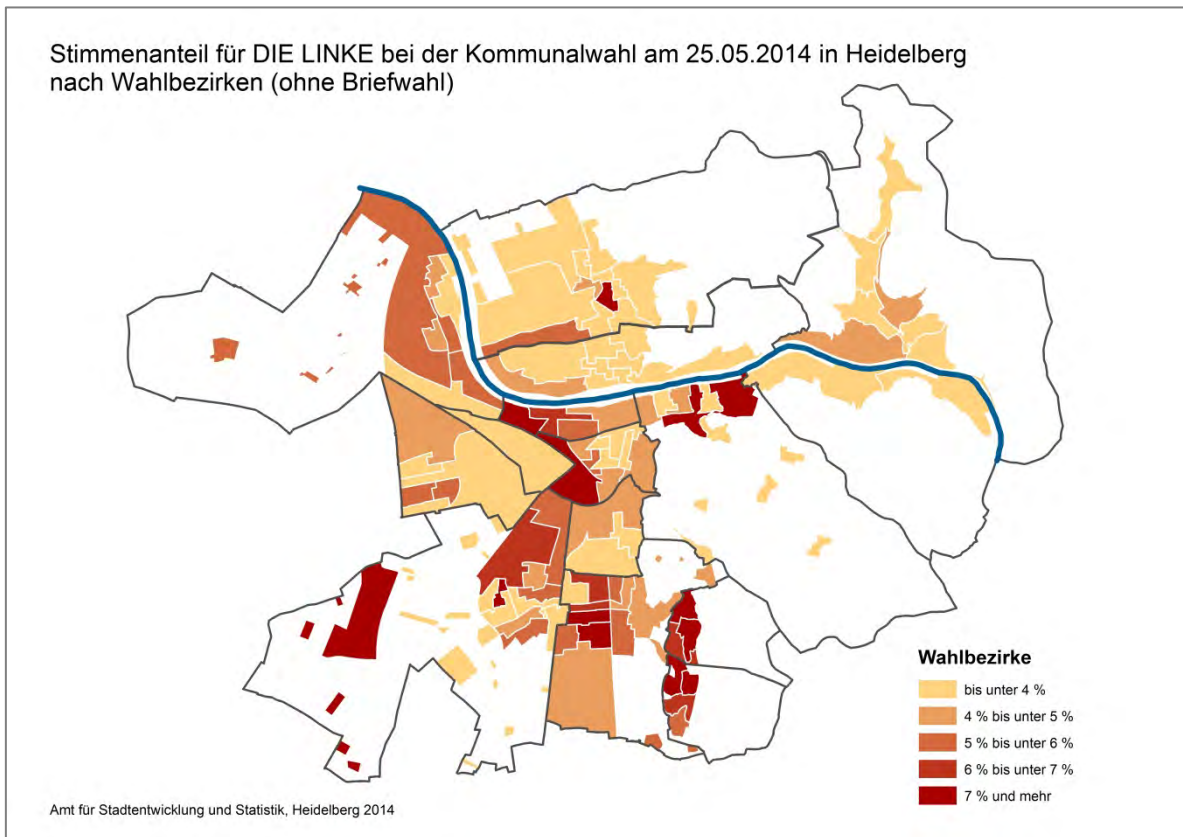 Stimmenanteil für DIE LINKE bei der Kommunalwahl am 25.05.2014 in Heidelberg
nach Wahlbezirken (ohne Briefwahl)
Wahlbezirke
bis unter 4 %
4 % bis unter 5 %
5 % bis unter 6 %
6 % bis unter 7 %
7 % und mehr
Amt für Stadtentwicklung und Statistik, Heidelberg 2014